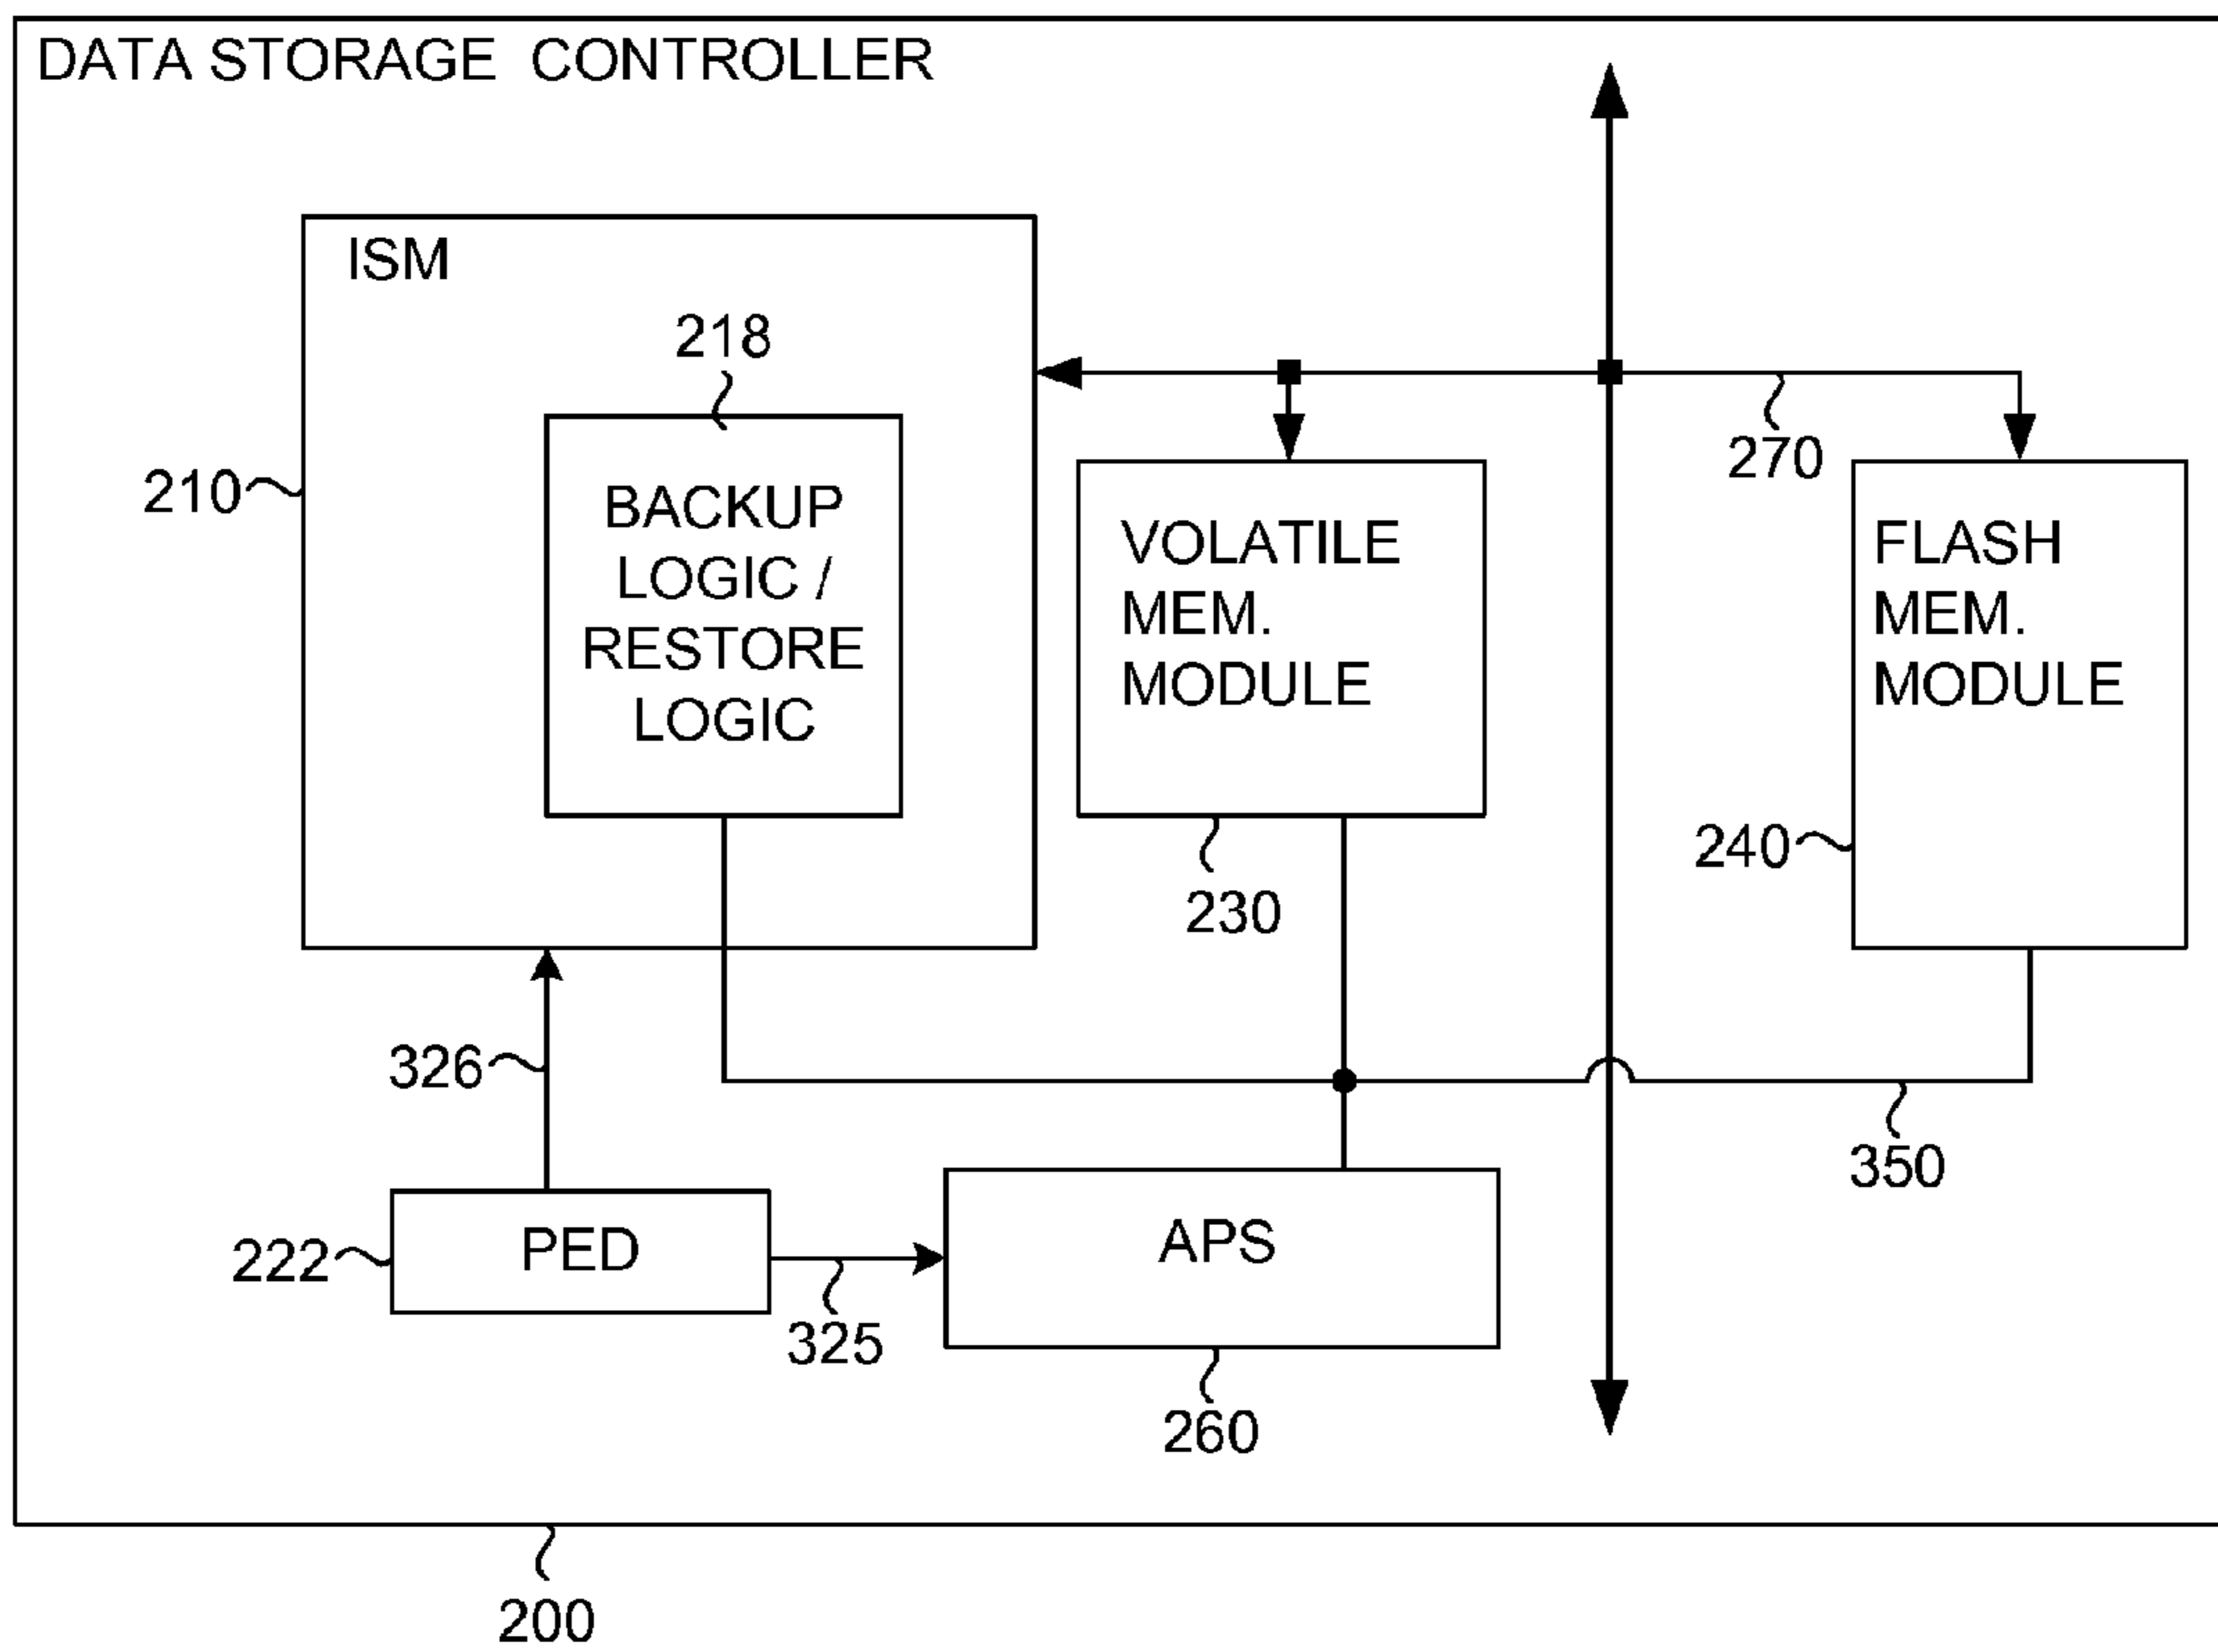 DATA STORAGE CONTROLLER
ISM
218
BACKUP
LOGIC /
RESTORE
LOGIC
210
VOLATILE
MEM.
MODULE
230
270
FLASH
MEM.
MODULE
240
326
350
222
PED
325
APS
260
200